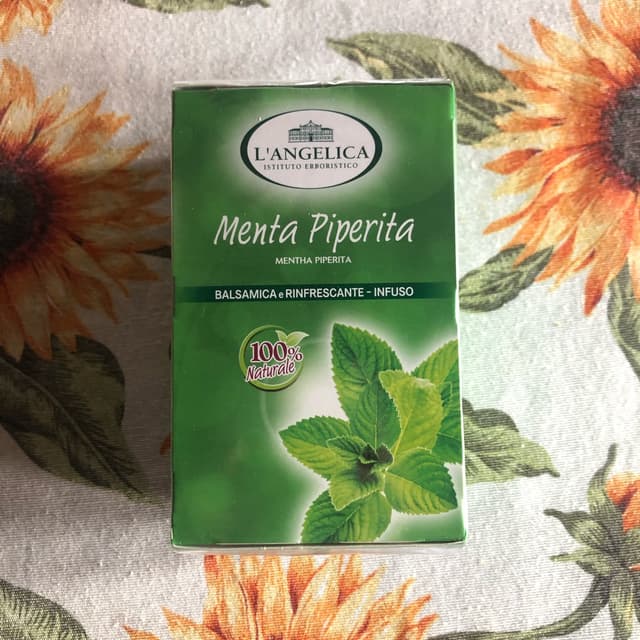 L'ANGELICA
ISTITUTO ERBORISTICO
Menta Piperita
MENTHA PIPERITA
BALSAMICA e RINFRESCANTE - INFUSO
100%
Naturale